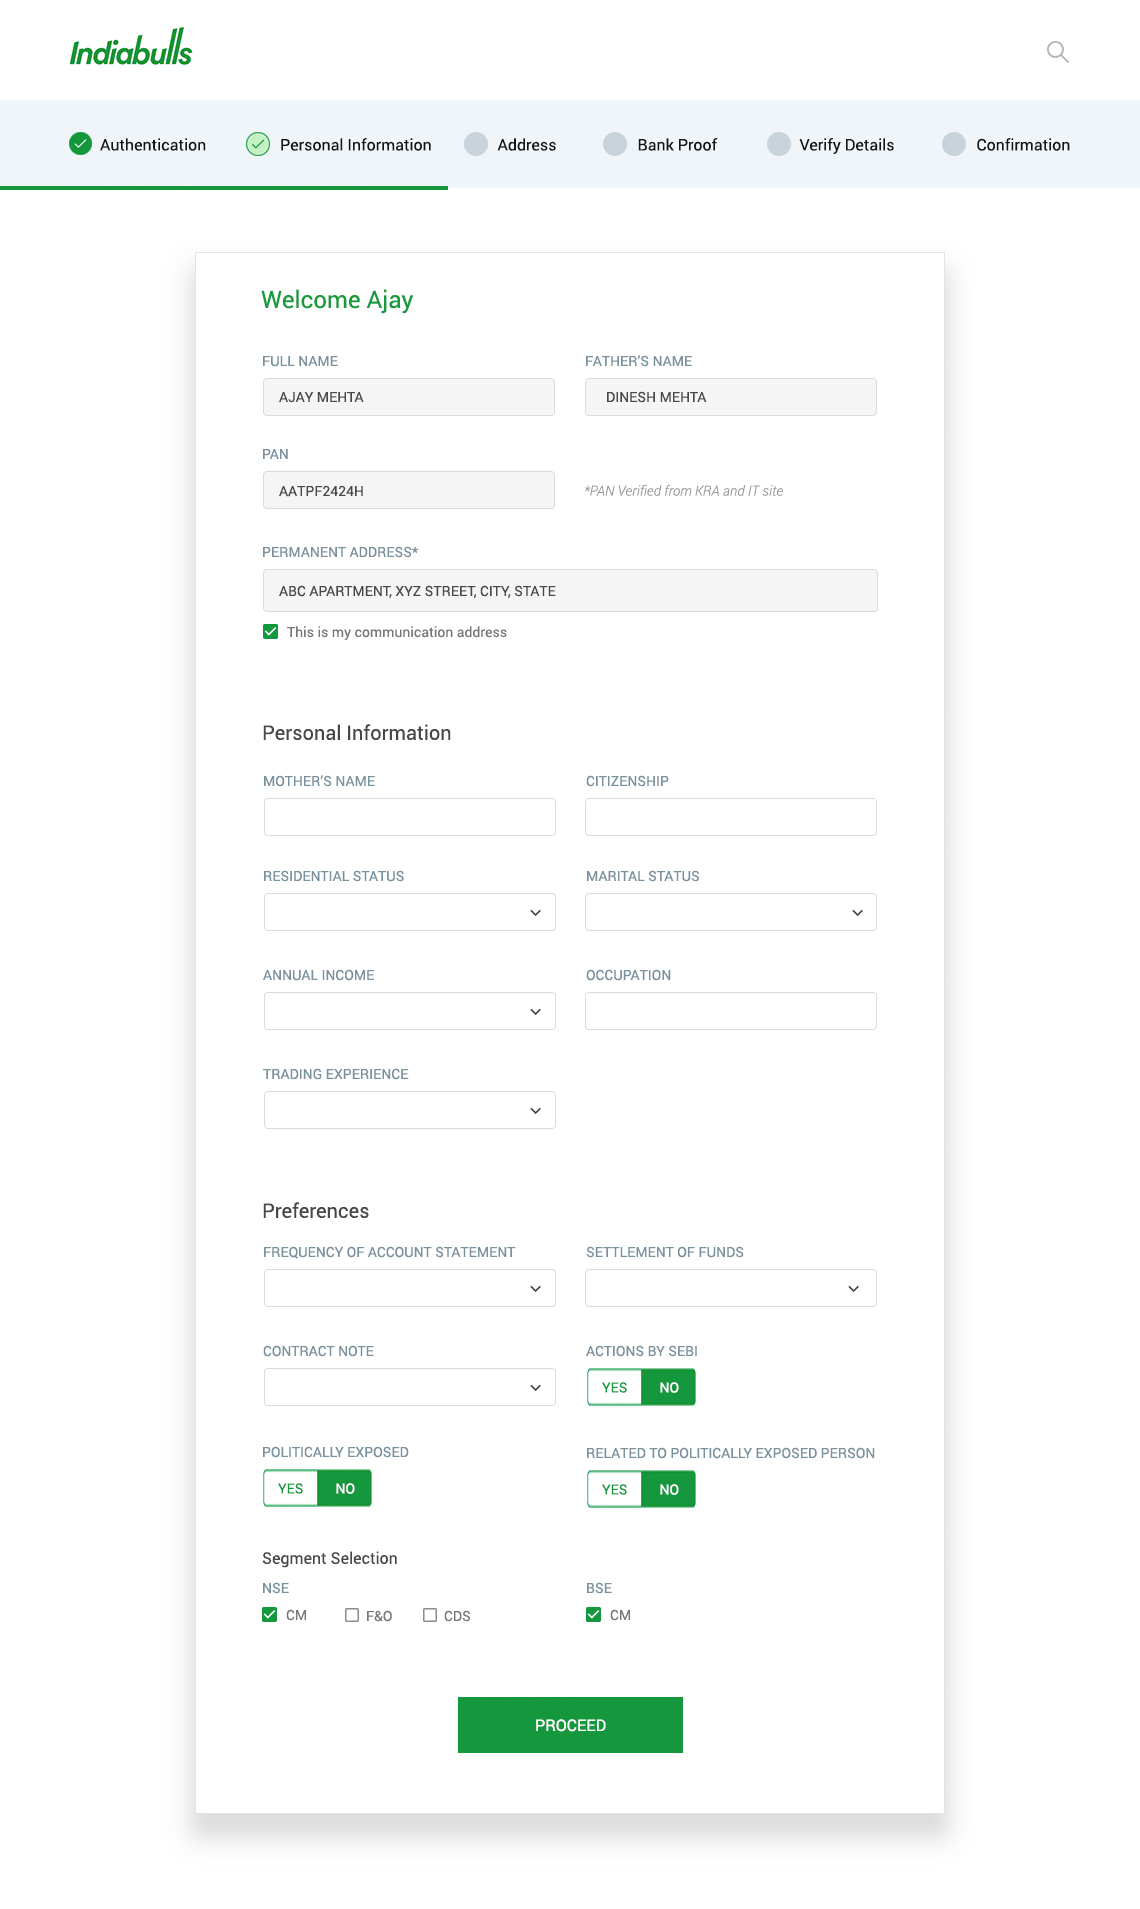 Indiabulls
Authentication Personal Information Address Bank Proof Verify Details Confirmation
Welcome Ajay
FULL NAME FATHER'S NAME
AJAY MEHTA DINESH MEHTA
PAN
AATPF2424H *PAN Verified from KRA and IT site
PERMANENT ADDRESS*
ABC APARTMENT, XYZ STREET, CITY, STATE
This is my communication address
Personal Information
MOTHER'S NAME CITIZENSHIP
RESIDENTIAL STATUS MARITAL STATUS
ANNUAL INCOME OCCUPATION
TRADING EXPERIENCE
Preferences
FREQUENCY OF ACCOUNT STATEMENT SETTLEMENT OF FUNDS
CONTRACT NOTE ACTIONS BY SEBI
YES NO
POLITICALLY EXPOSED RELATED TO POLITICALLY EXPOSED PERSON
YES NO YES NO
Segment Selection
NSE BSE
CM F&O CDS CM
PROCEED